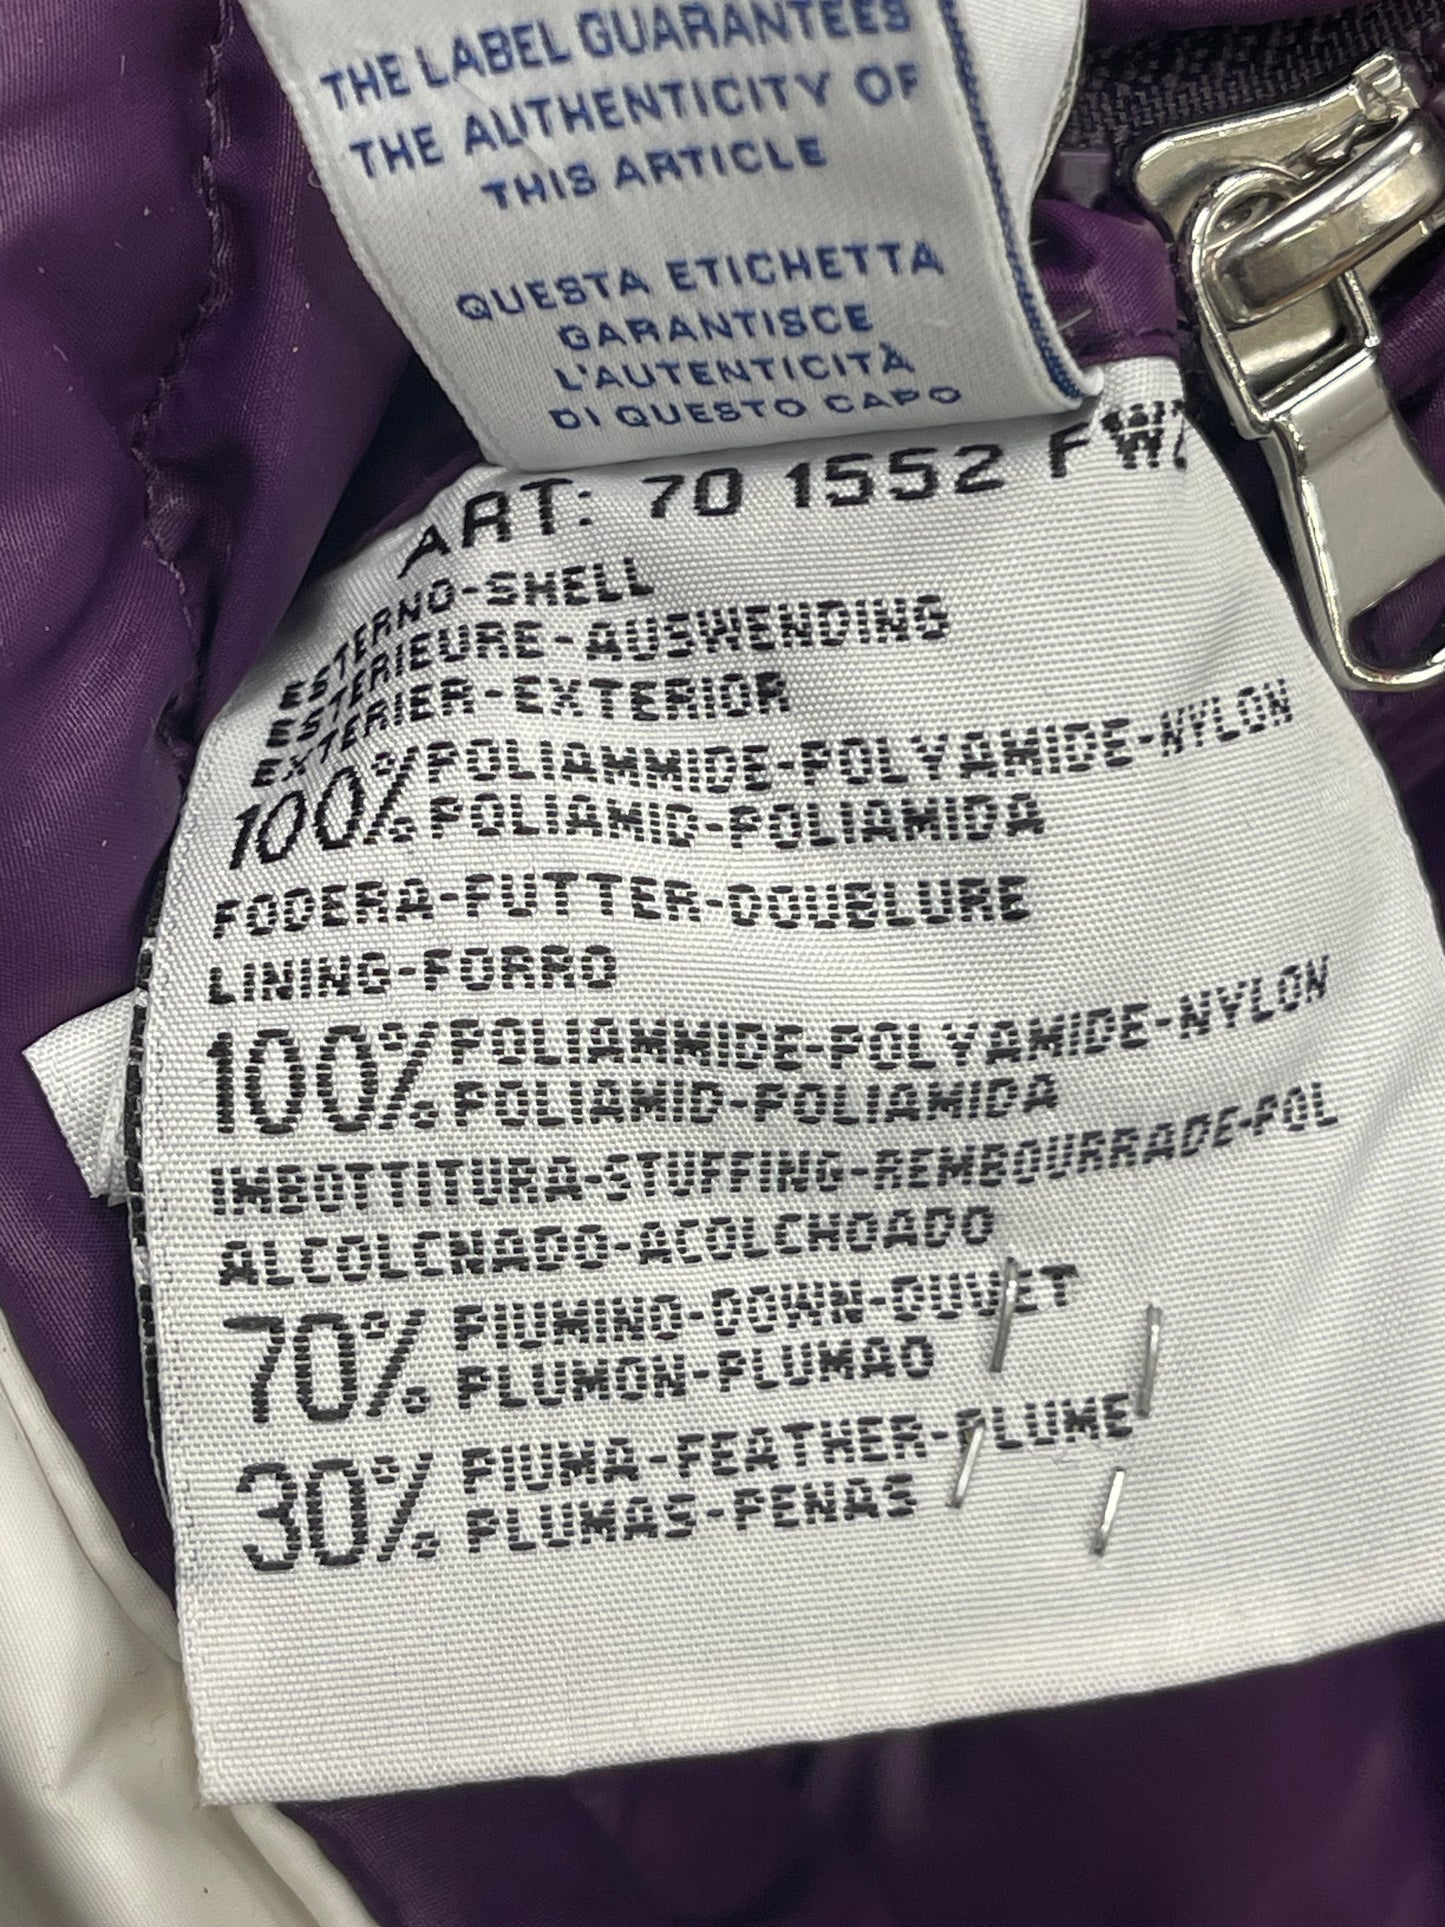 THE LABEL GUARANTEES
THE AUTHENTICITY OF
THIS ARTICLE
QUESTA ETICHETTA
GARANTISCE
L'AUTENTICITÀ
DI QUESTO CAPO
ART: 70 1552
ESTERNO-SHELL
ESTERIEURE-AUSWENDING
EXTERIER-EXTERIOR
100% POLIAMMIDE-POLYAMIDE-NYLON
POLIAMID-POLIAMIDA
FODERA-FUTTER-DOUBLURE
LINING-FORRO
100% POLIAMMIDE-POLYAMIDE-NYLON
POLIAMID-POLIAMIDA
IMBOTTITURA-STUFFING-REMBOURRADE-POL
ALCOLCNADO-ACOLCHOADO
70% PIUMINO-DOWN-DUVET
PLUMON-PLUMAO
30% PIUMA-FEATHER-PLUME
PLUMAS-PENAS